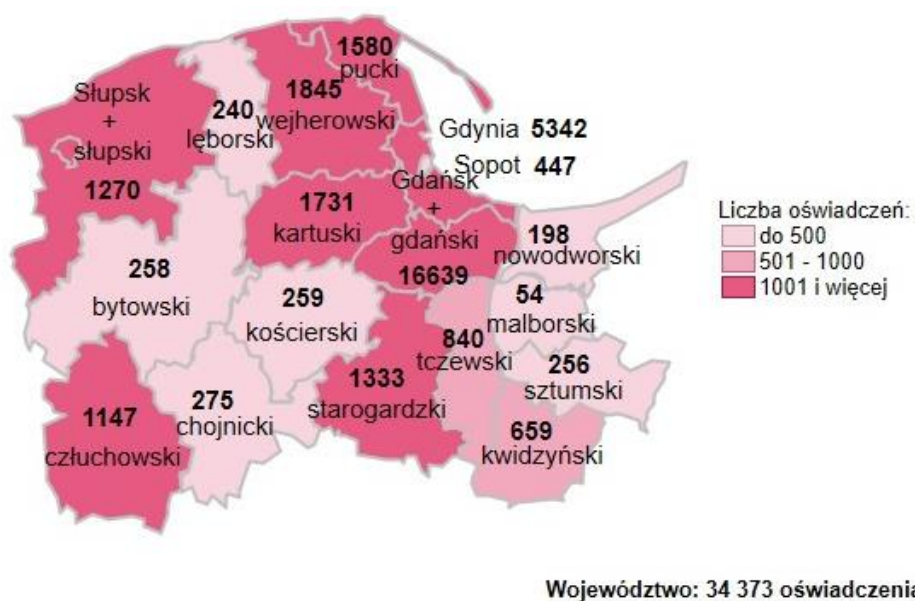 1580
pucki
1845
wejherowski
Słupsk
+
słupski
1270
240
lęborski
Gdynia 5342
Sopot 447
Gdańsk
+
gdański
16639
1731
kartuski
198
nowodworski
Liczba oświadczeń:
do 500
501 - 1000
1001 i więcej
258
bytowski
259
kościerski
54
malborski
840
tczewski
256
sztumski
1333
starogardzki
275
chojnicki
1147
człuchowski
659
kwidzyński
Województwo: 34 373 oświadczenia